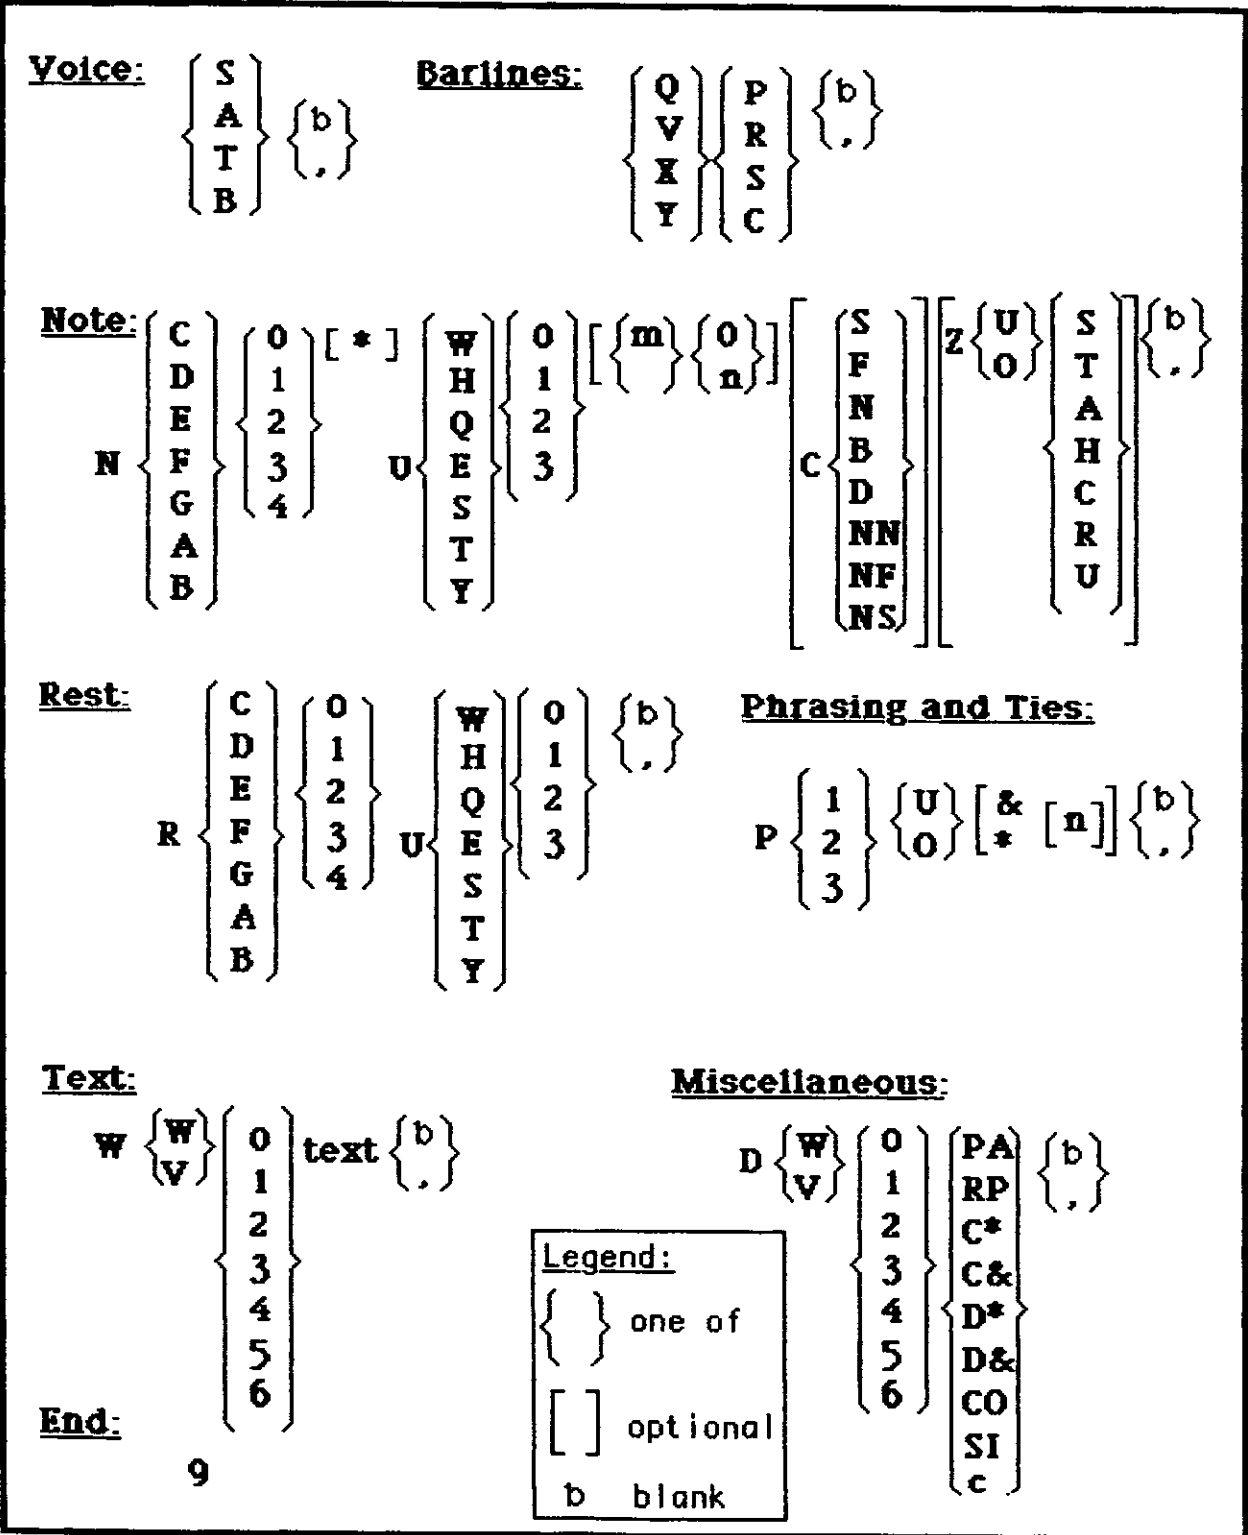 Voice: { S A T B } { b , }
Barlines: { Q V X Y } { P R S C } { b , }
Note: N { C D E F G A B } { 0 1 2 3 4 } [ * ] U { W H Q E S T Y } { 0 1 2 3 } [ { m } { 0 n } ] [ C { S F N B D NN NF NS } ] [ Z { U O } { S T A H C R U } ] { b , }
Rest: R { C D E F G A B } { 0 1 2 3 4 } U { W H Q E S T Y } { 0 1 2 3 } { b , }
Phrasing and Ties:
P { 1 2 3 } { U O } [ & * [ n ] ] { b , }
Text:
W { W V } { 0 1 2 3 4 5 6 } text { b , }
Miscellaneous:
D { W V } { 0 1 2 3 4 5 6 } { PA RP C* C& D* D& CO SI c } { b , }
Legend:
{ } one of
[ ] optional
b blank
End:
9